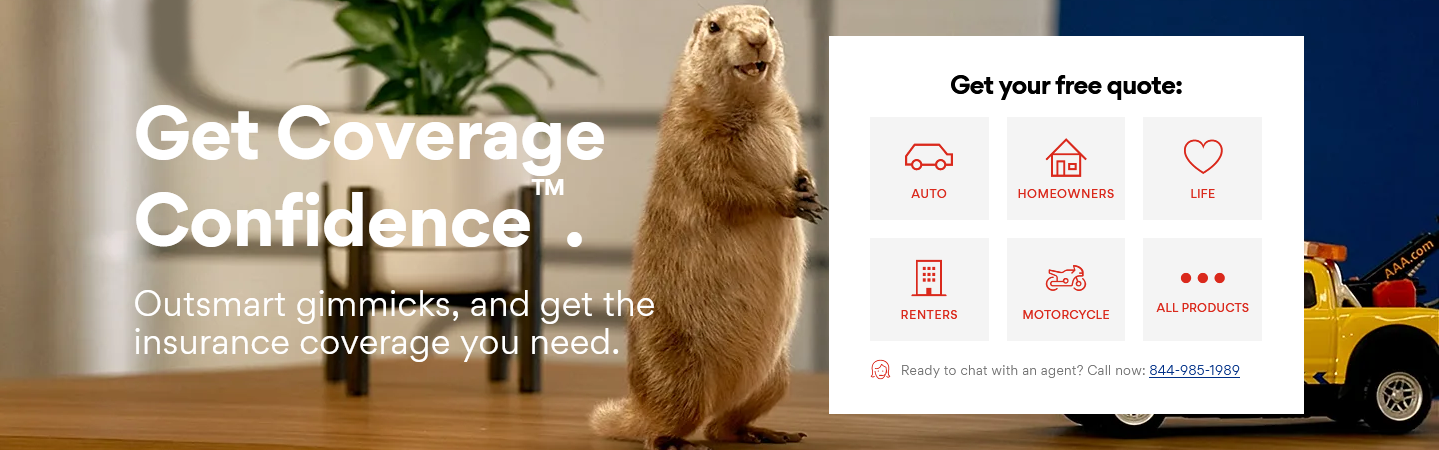 Get Coverage
Confidence™.
Outsmart gimmicks, and get the
insurance coverage you need.
Get your free quote:
AUTO
HOMEOWNERS
LIFE
RENTERS
MOTORCYCLE
ALL PRODUCTS
Ready to chat with an agent? Call now: 844-985-1989
AAA.com